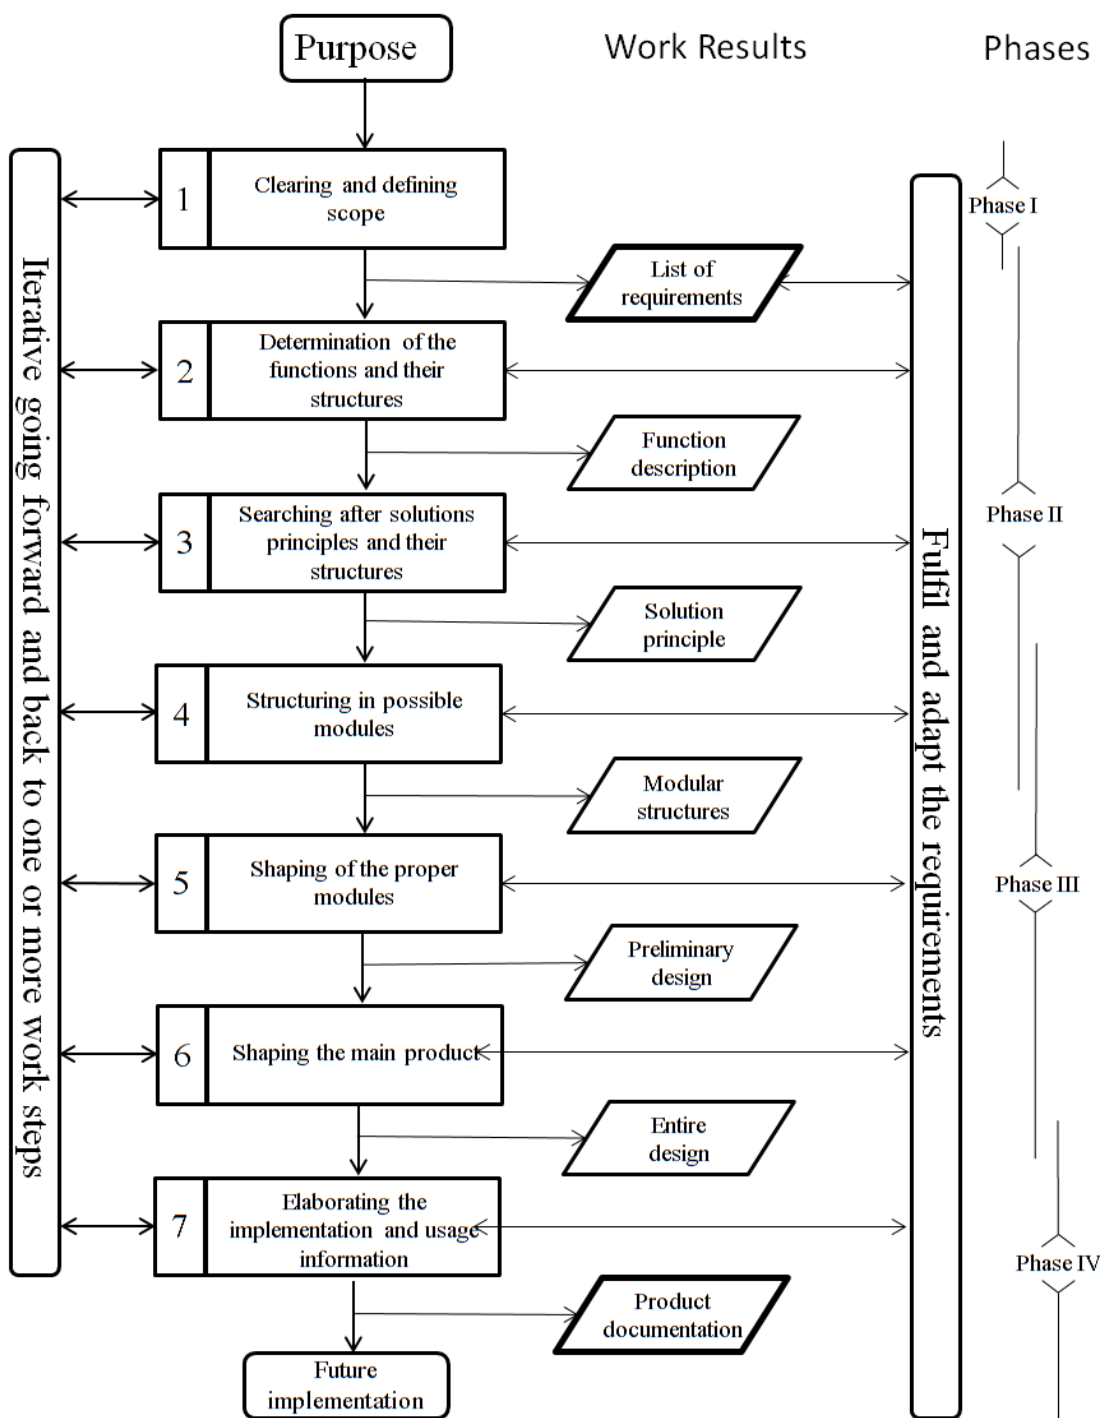 Purpose
Work Results
Phases
1
Clearing and defining
scope
Phase I
List of
requirements
2
Determination of the
functions and their
structures
Function
description
3
Searching after solutions
principles and their
structures
Phase II
Solution
principle
4
Structuring in possible
modules
Modular
structures
5
Shaping of the proper
modules
Phase III
Preliminary
design
6
Shaping the main product
Entire
design
7
Elaborating the
implementation and usage
information
Phase IV
Product
documentation
Future
implementation
Iterative going forward and back to one or more work steps
Fulfil and adapt the requirements